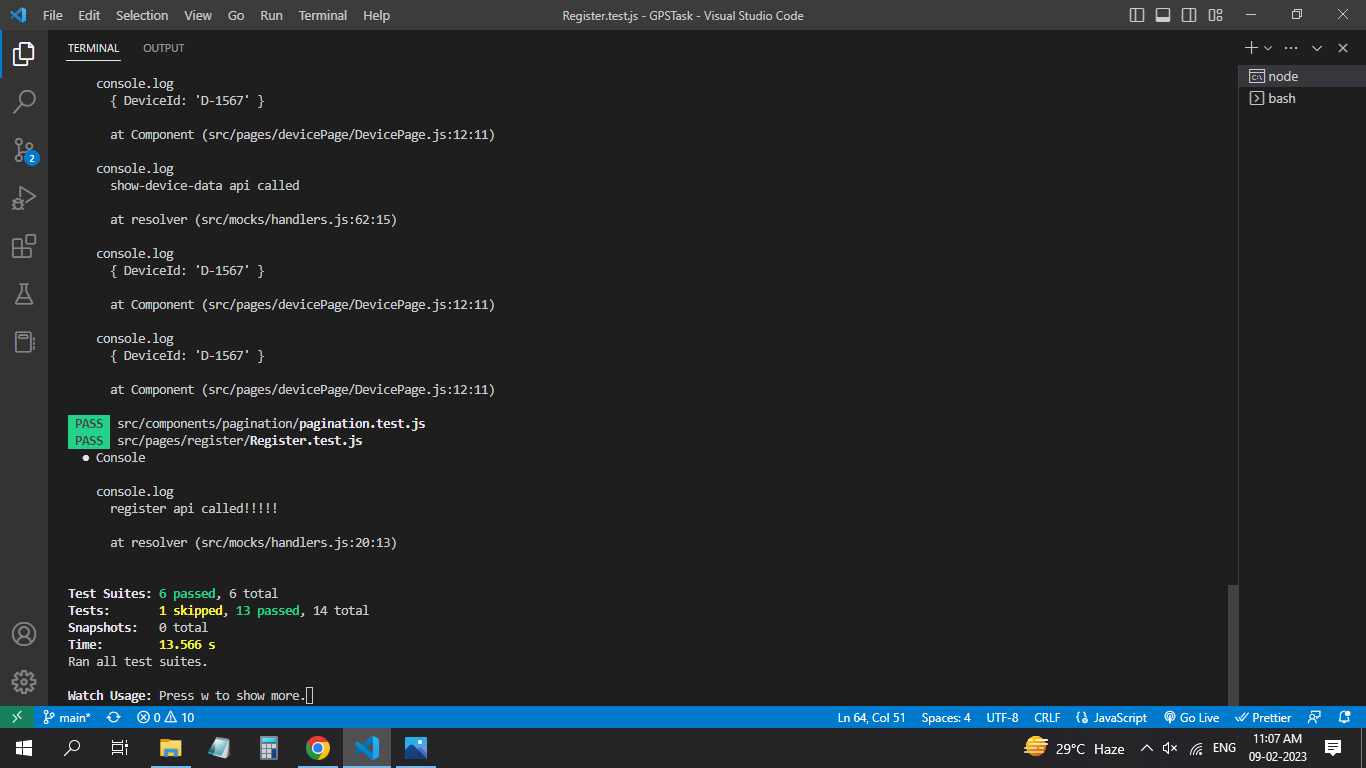 File Edit Selection View Go Run Terminal Help
Register.test.js - GPSTask - Visual Studio Code
TERMINAL OUTPUT
console.log
{ DeviceId: 'D-1567' }
at Component (src/pages/devicePage/DevicePage.js:12:11)
console.log
show-device-data api called
at resolver (src/mocks/handlers.js:62:15)
console.log
{ DeviceId: 'D-1567' }
at Component (src/pages/devicePage/DevicePage.js:12:11)
console.log
{ DeviceId: 'D-1567' }
at Component (src/pages/devicePage/DevicePage.js:12:11)
PASS src/components/pagination/pagination.test.js
PASS src/pages/register/Register.test.js
● Console
console.log
register api called!!!!!
at resolver (src/mocks/handlers.js:20:13)
Test Suites: 6 passed, 6 total
Tests: 1 skipped, 13 passed, 14 total
Snapshots: 0 total
Time: 13.566 s
Ran all test suites.
Watch Usage: Press w to show more.
node
bash
2
main* 0 10
Ln 64, Col 51 Spaces: 4 UTF-8 CRLF {} JavaScript Go Live Prettier
29°C Haze ENG
11:07 AM
09-02-2023